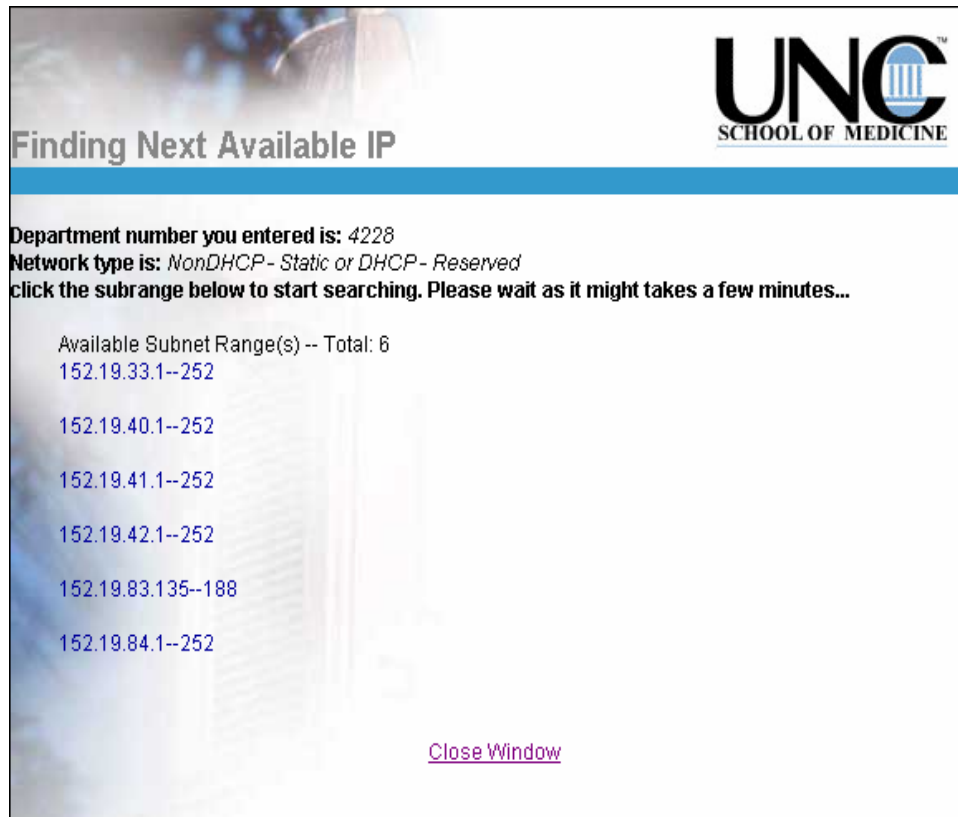 UNC™
SCHOOL OF MEDICINE
Finding Next Available IP
Department number you entered is: 4228
Network type is: NonDHCP - Static or DHCP - Reserved
click the subrange below to start searching. Please wait as it might takes a few minutes...
Available Subnet Range(s) -- Total: 6
152.19.33.1--252
152.19.40.1--252
152.19.41.1--252
152.19.42.1--252
152.19.83.135--188
152.19.84.1--252
Close Window